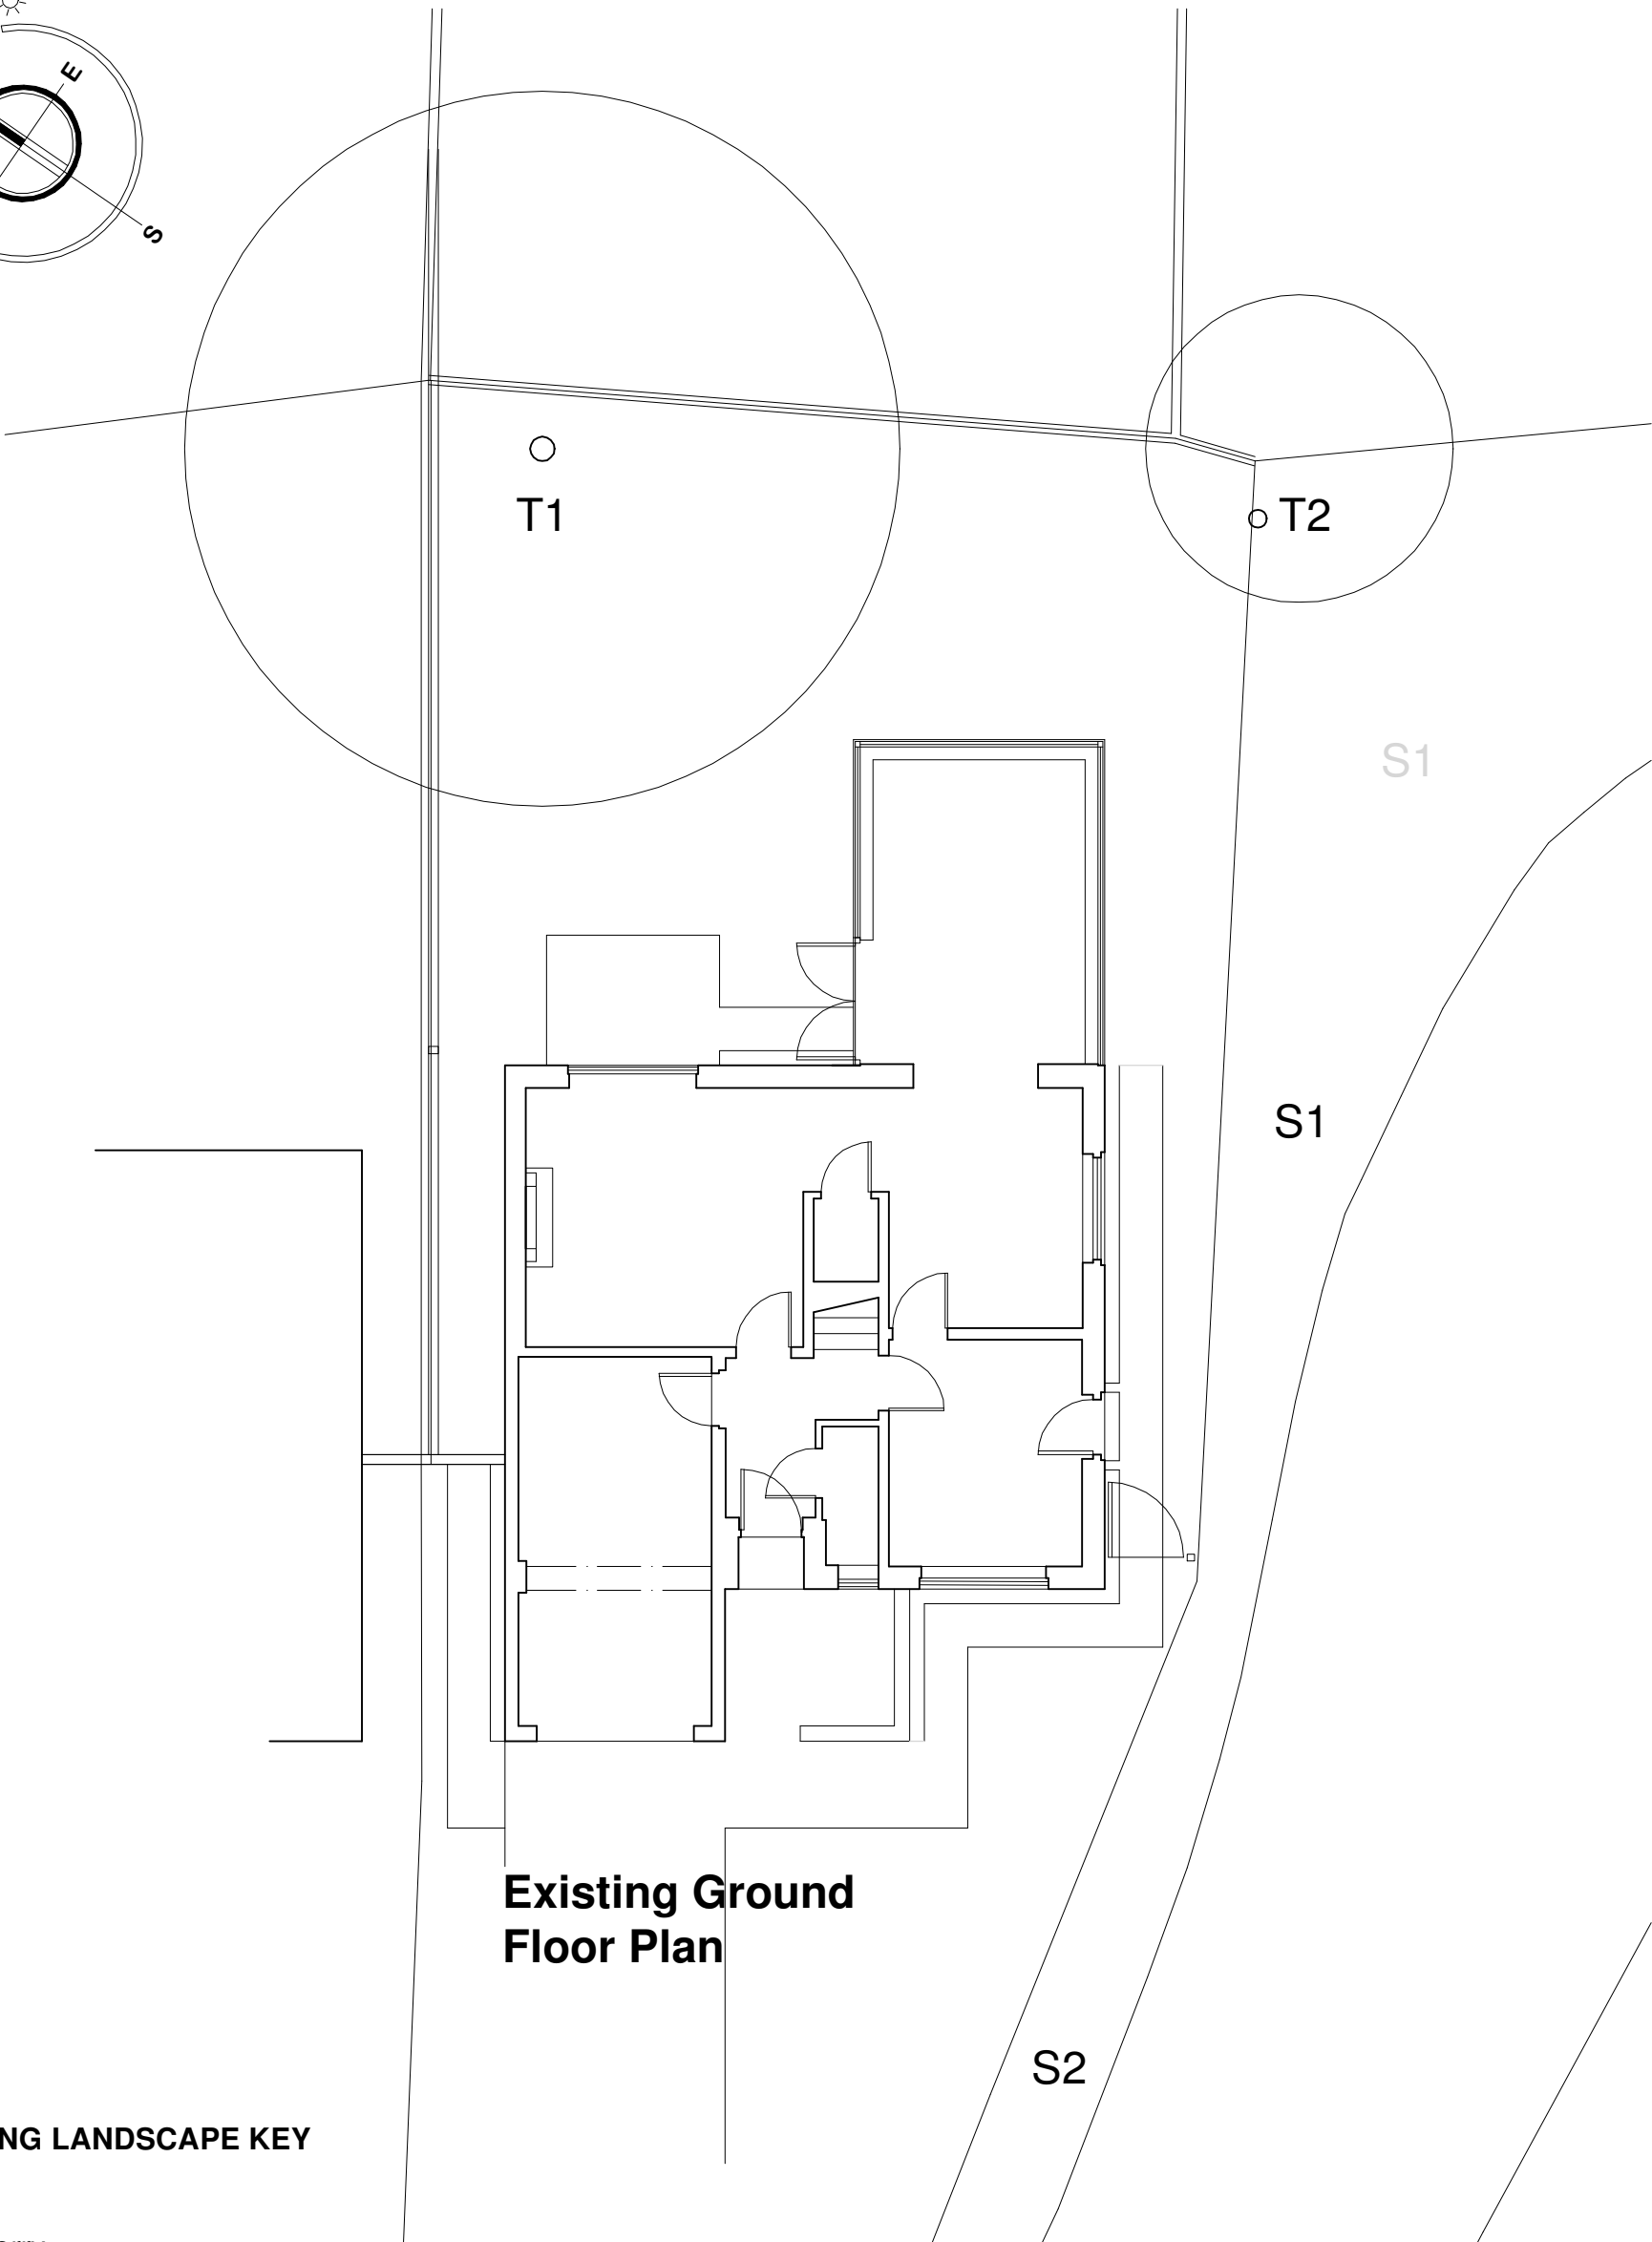 E
S
T1
T2
S1
S1
Existing Ground
Floor Plan
S2
NG LANDSCAPE KEY